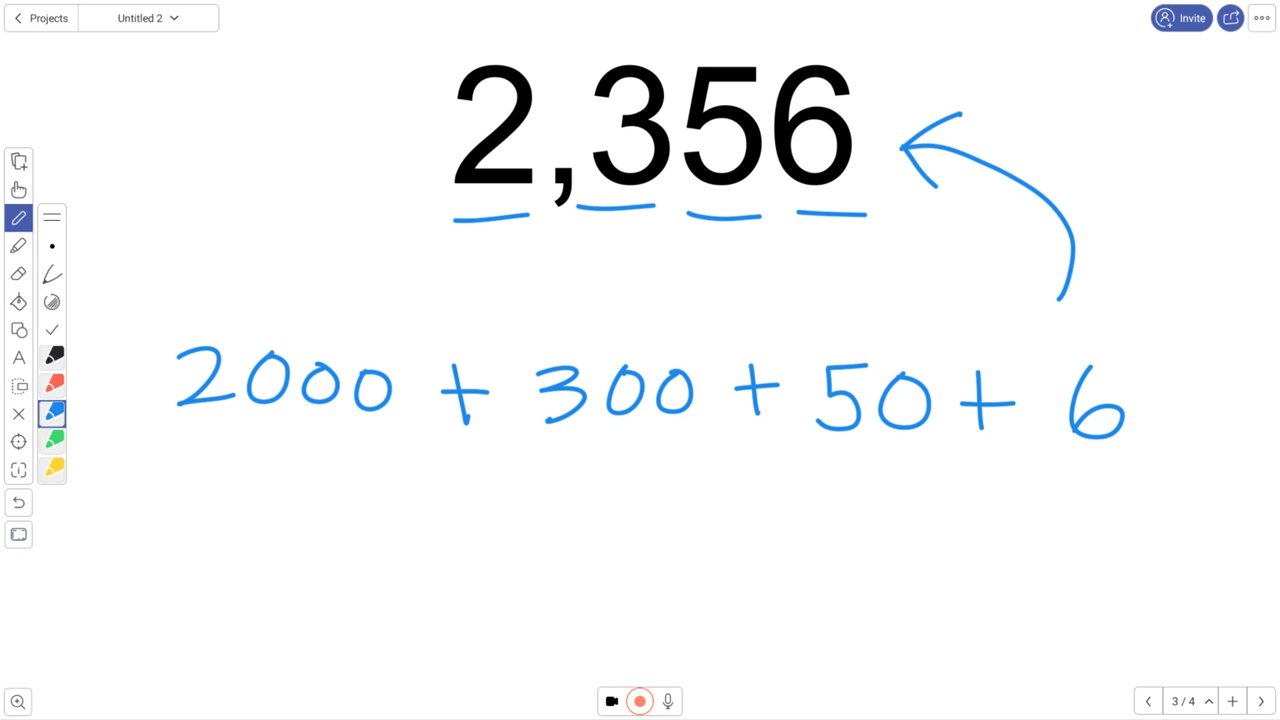 Projects Untitled 2 Invite
2,356
2000 + 300 + 50 + 6
A
3 / 4